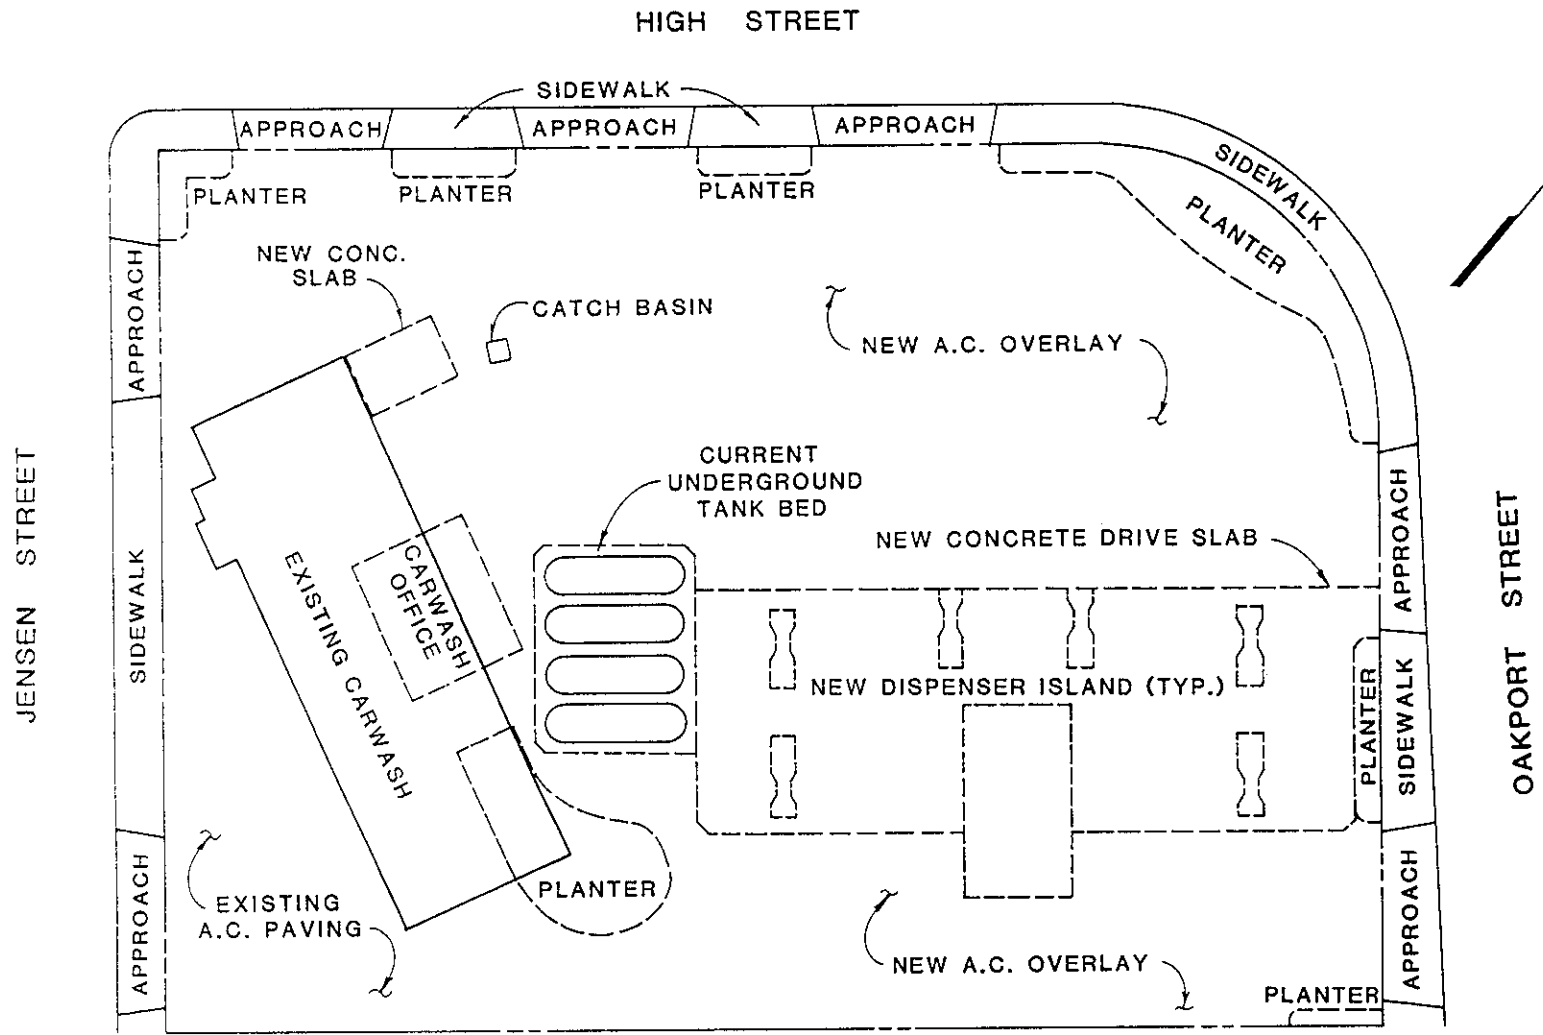 HIGH STREET
SIDEWALK
APPROACH
APPROACH
APPROACH
SIDEWALK
PLANTER
PLANTER
PLANTER
PLANTER
NEW CONC.
SLAB
CATCH BASIN
NEW A.C. OVERLAY
APPROACH
CURRENT
UNDERGROUND
TANK BED
NEW CONCRETE DRIVE SLAB
APPROACH
JENSEN STREET
SIDEWALK
EXISTING CARWASH
CARWASH
OFFICE
NEW DISPENSER ISLAND (TYP.)
PLANTER
SIDEWALK
OAKPORT STREET
PLANTER
EXISTING
A.C. PAVING
APPROACH
NEW A.C. OVERLAY
APPROACH
PLANTER